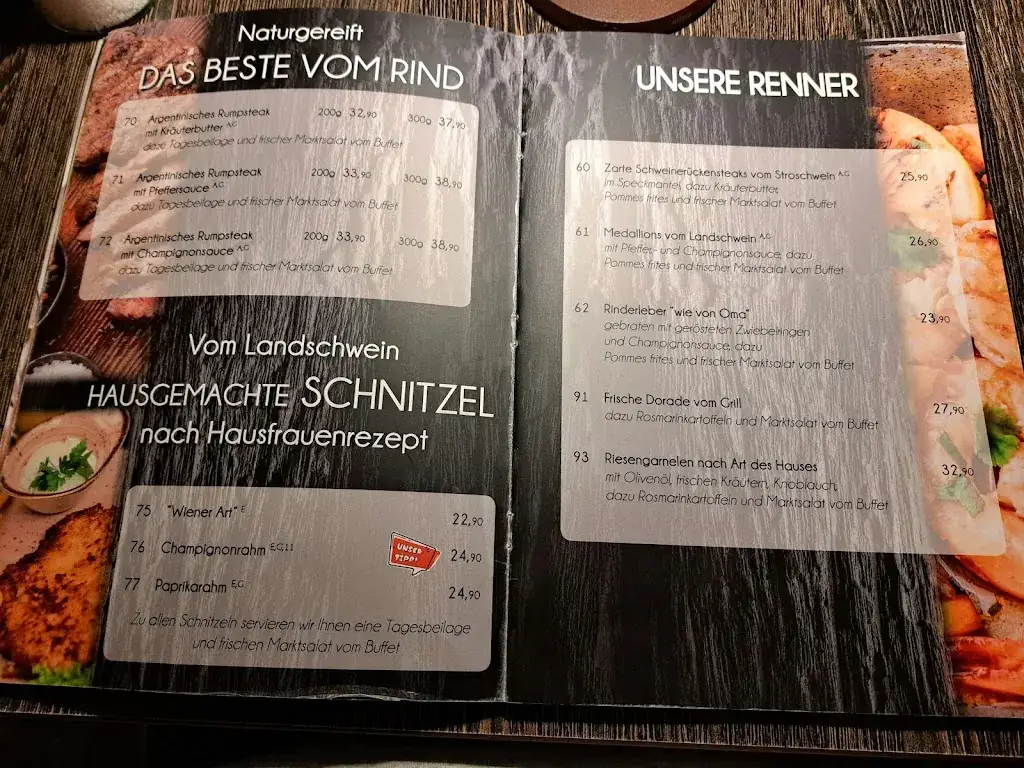 Naturgereift
DAS BESTE VOM RIND
70 Argentinisches Rumpsteak 200g 32,90 300g 37,90
mit Kräuterbutter A,G
dazu Tagesbeilage und frischer Marktsalat vom Buffet
71 Argentinisches Rumpsteak 200g 33,90 300g 38,90
mit Pfeffersauce A,G
dazu Tagesbeilage und frischer Marktsalat vom Buffet
72 Argentinisches Rumpsteak 200g 33,90 300g 38,90
mit Champignonsauce A,G
dazu Tagesbeilage und frischer Marktsalat vom Buffet
Vom Landschwein
HAUSGEMACHTE SCHNITZEL
nach Hausfrauenrezept
75 "Wiener Art" E 22,90
76 Champignonrahm E,G,11 UNSER TIPP! 24,90
77 Paprikarahm E,G 24,90
Zu allen Schnitzeln servieren wir Ihnen eine Tagesbeilage
und frischen Marktsalat vom Buffet
UNSERE RENNER
60 Zarte Schweinerückensteaks vom Stroschwein A,G 25,90
im Speckmantel, dazu Kräuterbutter,
Pommes frites und frischer Marktsalat vom Buffet
61 Medallions vom Landschwein A,G 26,90
mit Pfeffer- und Champignonsauce, dazu
Pommes frites und frischer Marktsalat vom Buffet
62 Rinderleber "wie von Oma" 23,90
gebraten mit gerösteten Zwiebelringen
und Champignonsauce, dazu
Pommes frites und frischer Marktsalat vom Buffet
91 Frische Dorade vom Grill 27,90
dazu Rosmarinkartoffeln und Marktsalat vom Buffet
93 Riesengarnelen nach Art des Hauses 32,90
mit Olivenöl, frischen Kräutern, Knoblauch,
dazu Rosmarinkartoffeln und Marktsalat vom Buffet